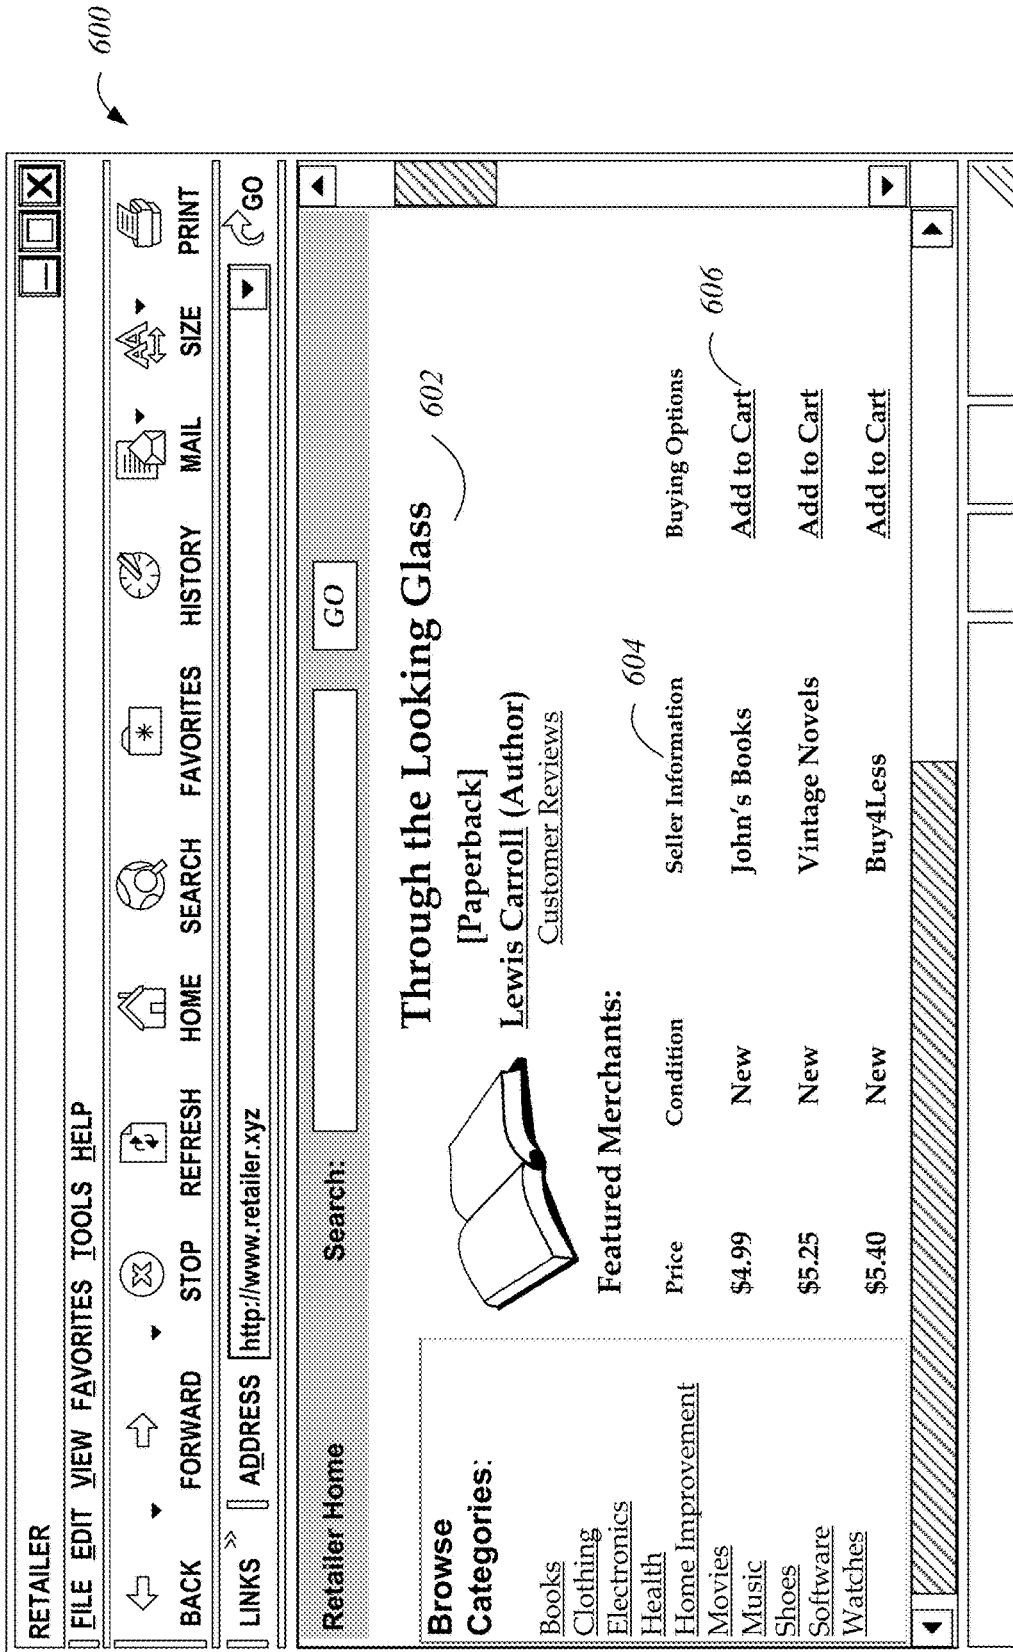 600
RETAILER
FILE EDIT VIEW FAVORITES TOOLS HELP
BACK FORWARD STOP REFRESH HOME SEARCH FAVORITES HISTORY MAIL SIZE PRINT
LINKS » ADDRESS http://www.retailer.xyz GO
Retailer Home Search: GO
Through the Looking Glass
602
[Paperback]
Lewis Carroll (Author)
Customer Reviews
Browse
Categories:
Books
Clothing
Electronics
Health
Home Improvement
Movies
Music
Shoes
Software
Watches
Featured Merchants:
604
606
Price Condition Seller Information Buying Options
$4.99 New John's Books Add to Cart
$5.25 New Vintage Novels Add to Cart
$5.40 New Buy4Less Add to Cart